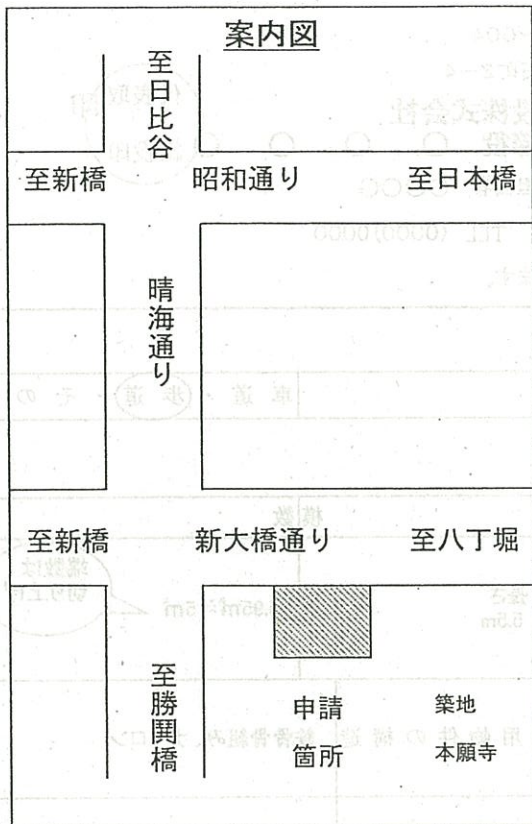 案内図
至日比谷
至新橋
昭和通り
至日本橋
晴海通り
至新橋
新大橋通り
至八丁堀
至勝鬨橋
申請
箇所
築地
本願寺